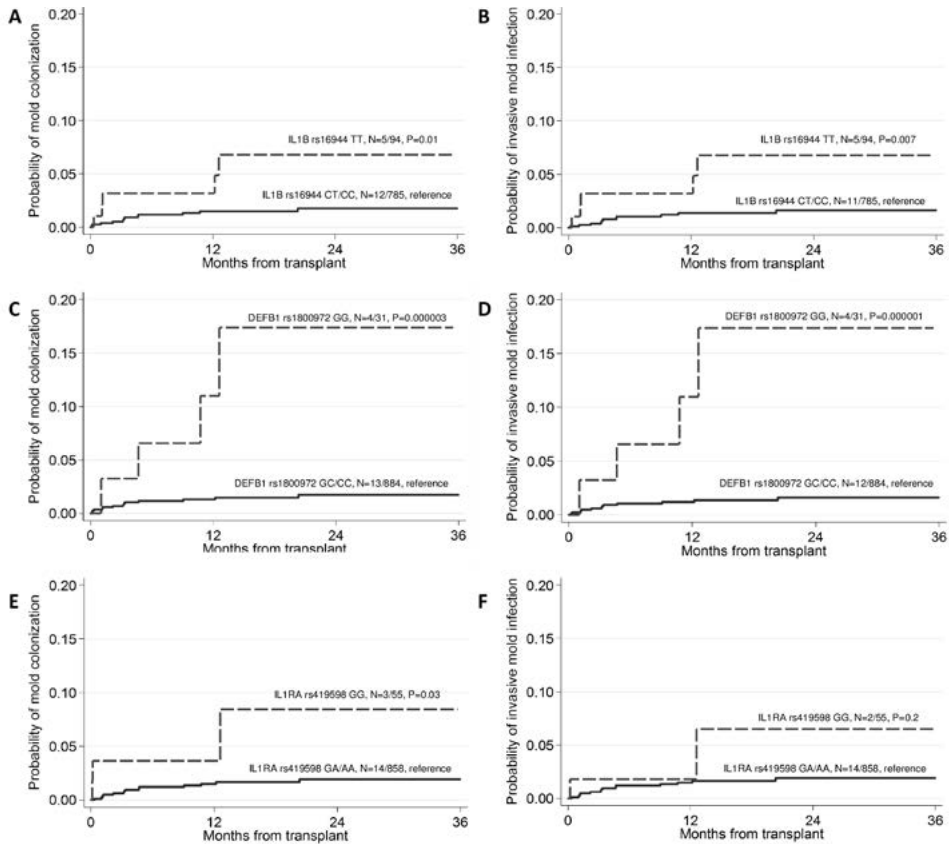 A
Probability of mold colonization
0.20
0.15
0.10
0.05
0.00
IL1B rs16944 TT, N=5/94, P=0.01
IL1B rs16944 CT/CC, N=12/785, reference
0 12 24 36
Months from transplant
B
Probability of invasive mold infection
0.20
0.15
0.10
0.05
0.00
IL1B rs16944 TT, N=5/94, P=0.007
IL1B rs16944 CT/CC, N=11/785, reference
0 12 24 36
Months from transplant
C
Probability of mold colonization
0.20
0.15
0.10
0.05
0.00
DEFB1 rs1800972 GG, N=4/31, P=0.000003
DEFB1 rs1800972 GC/CC, N=13/884, reference
0 12 24 36
Months from transplant
D
Probability of invasive mold infection
0.20
0.15
0.10
0.05
0.00
DEFB1 rs1800972 GG, N=4/31, P=0.000001
DEFB1 rs1800972 GC/CC, N=12/884, reference
0 12 24 36
Months from transplant
E
Probability of mold colonization
0.20
0.15
0.10
0.05
0.00
IL1RA rs419598 GG, N=3/55, P=0.03
IL1RA rs419598 GA/AA, N=14/858, reference
0 12 24 36
Months from transplant
F
Probability of invasive mold infection
0.20
0.15
0.10
0.05
0.00
IL1RA rs419598 GG, N=2/55, P=0.2
IL1RA rs419598 GA/AA, N=14/858, reference
0 12 24 36
Months from transplant